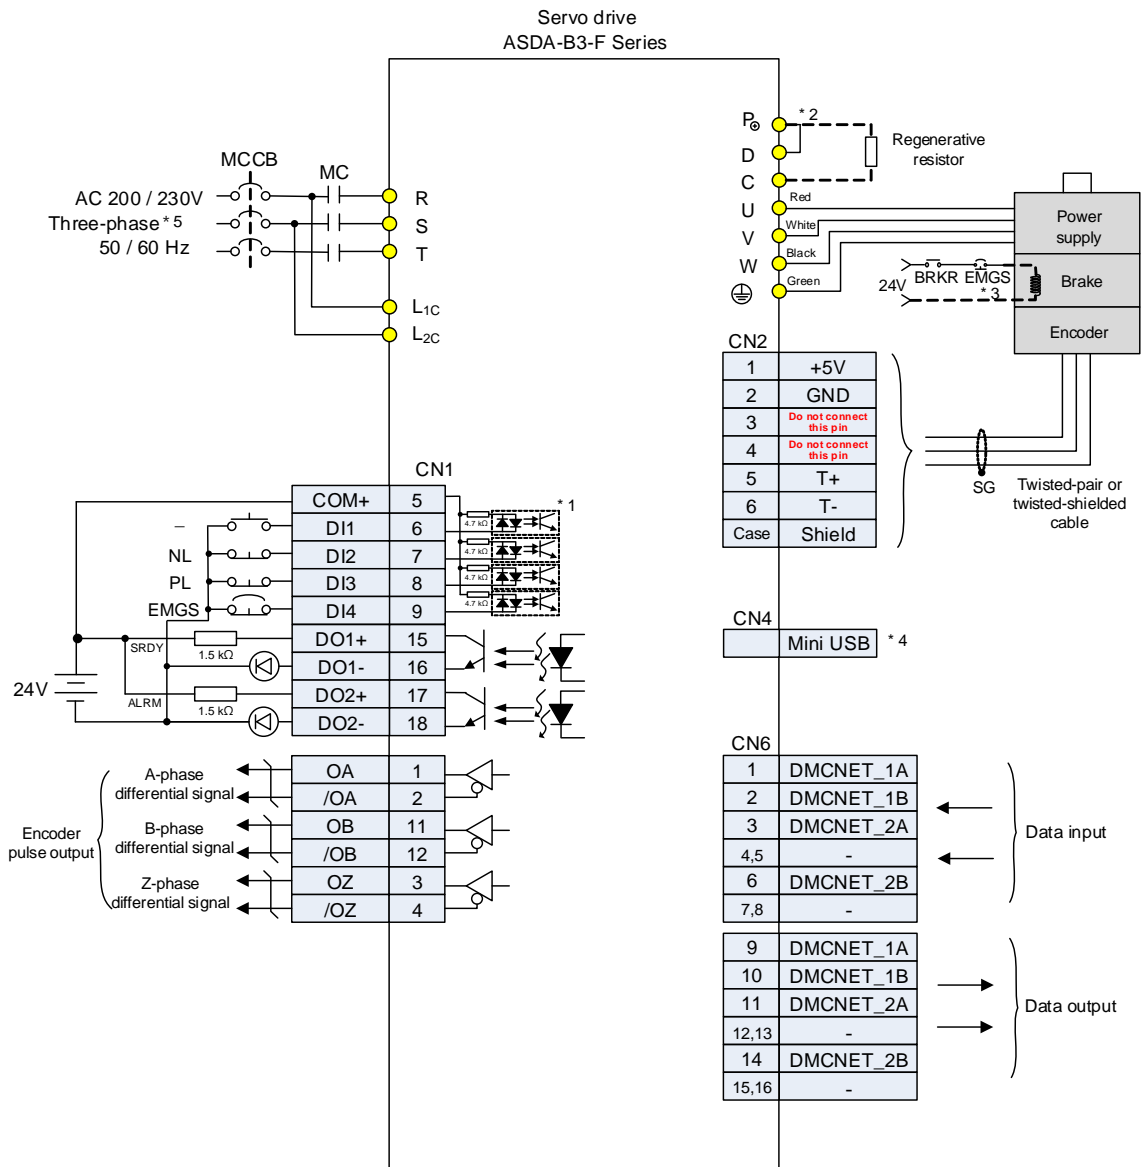 Servo drive
ASDA-B3-F Series
MCCB
MC
AC 200 / 230V
Three-phase * 5
50 / 60 Hz
R
S
T
L1C
L2C
P⊕
* 2
D
C
Regenerative
resistor
U
Red
V
White
W
Black
Green
Power
supply
24V
BRKR
EMGS
* 3
Brake
Encoder
CN2
1 +5V
2 GND
3 Do not connect
this pin
4 Do not connect
this pin
5 T+
6 T-
Case Shield
SG
Twisted-pair or
twisted-shielded
cable
CN1
COM+ 5
* 1
– DI1 6
4.7 kΩ
NL DI2 7
4.7 kΩ
PL DI3 8
4.7 kΩ
EMGS DI4 9
4.7 kΩ
SRDY
1.5 kΩ
DO1+ 15
DO1- 16
24V
ALRM
1.5 kΩ
DO2+ 17
DO2- 18
CN4
Mini USB * 4
Encoder
pulse output
A-phase
differential signal
OA 1
/OA 2
B-phase
differential signal
OB 11
/OB 12
Z-phase
differential signal
OZ 3
/OZ 4
CN6
1 DMCNET_1A
2 DMCNET_1B
3 DMCNET_2A
4,5 -
6 DMCNET_2B
7,8 -
Data input
9 DMCNET_1A
10 DMCNET_1B
11 DMCNET_2A
12,13 -
14 DMCNET_2B
15,16 -
Data output